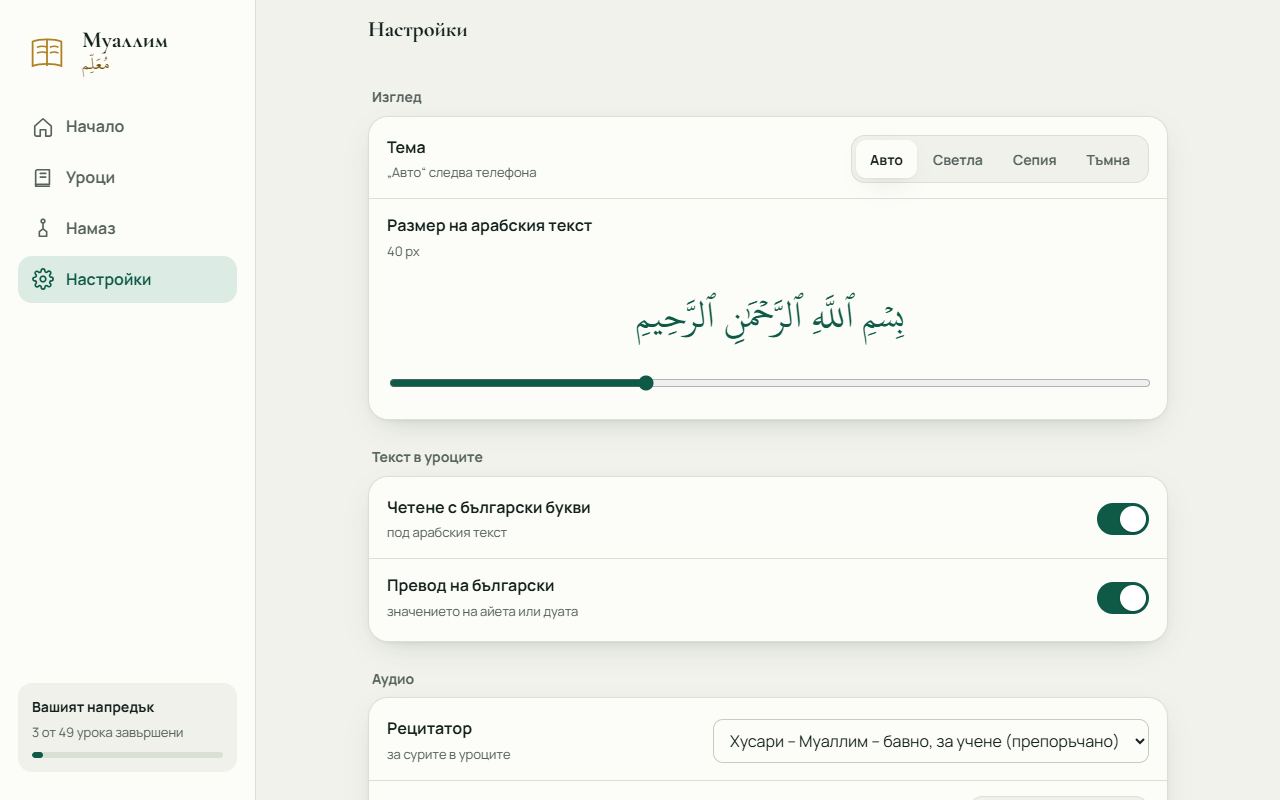 Муаллим
مُعَلِّم
Начало
Уроци
Намаз
Настройки
Вашият напредък
3 от 49 урока завършени
Настройки
Изглед
Тема
„Авто“ следва телефона
Авто
Светла
Сепия
Тъмна
Размер на арабския текст
40 px
بِسْمِ ٱللَّهِ ٱلرَّحْمَٰنِ ٱلرَّحِيمِ
Текст в уроците
Четене с български букви
под арабския текст
Превод на български
значението на айета или дуата
Аудио
Рецитатор
за сурите в уроците
Хусари – Муаллим – бавно, за учене (препоръчано)